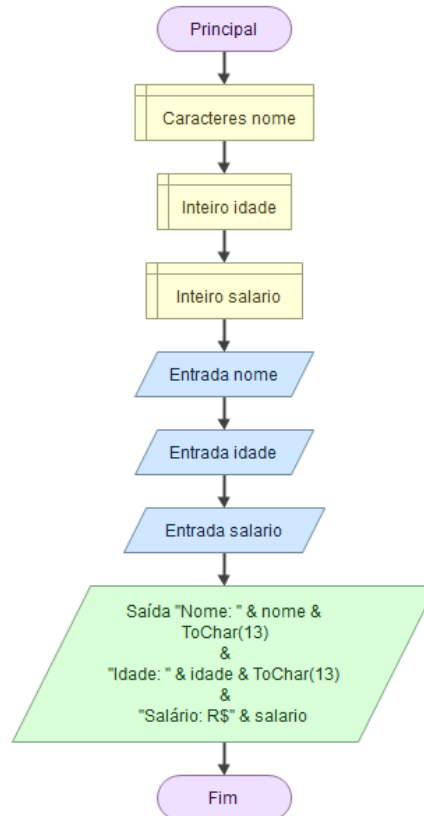 Principal
Caracteres nome
Inteiro idade
Inteiro salario
Entrada nome
Entrada idade
Entrada salario
Saída "Nome: " & nome &
ToChar(13)
&
"Idade: " & idade & ToChar(13)
&
"Salário: R$" & salario
Fim